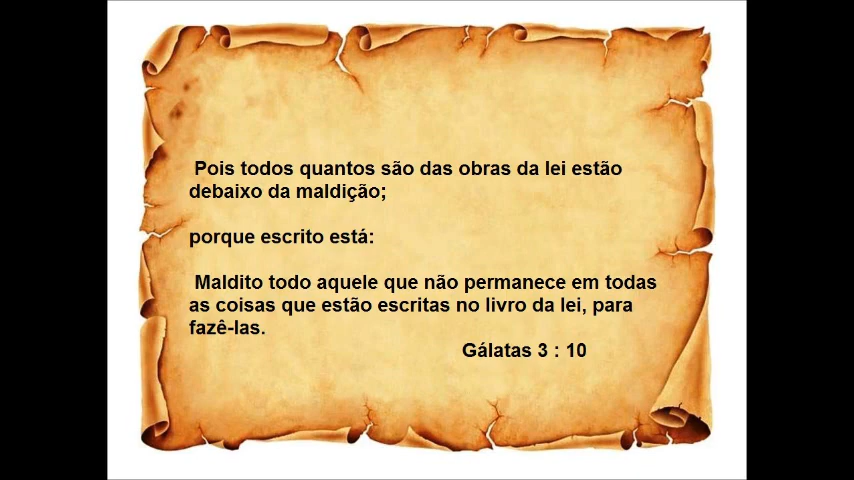 Pois todos quantos são das obras da lei estão
debaixo da maldição;
porque escrito está:
Maldito todo aquele que não permanece em todas
as coisas que estão escritas no livro da lei, para
fazê-las.
Gálatas 3 : 10